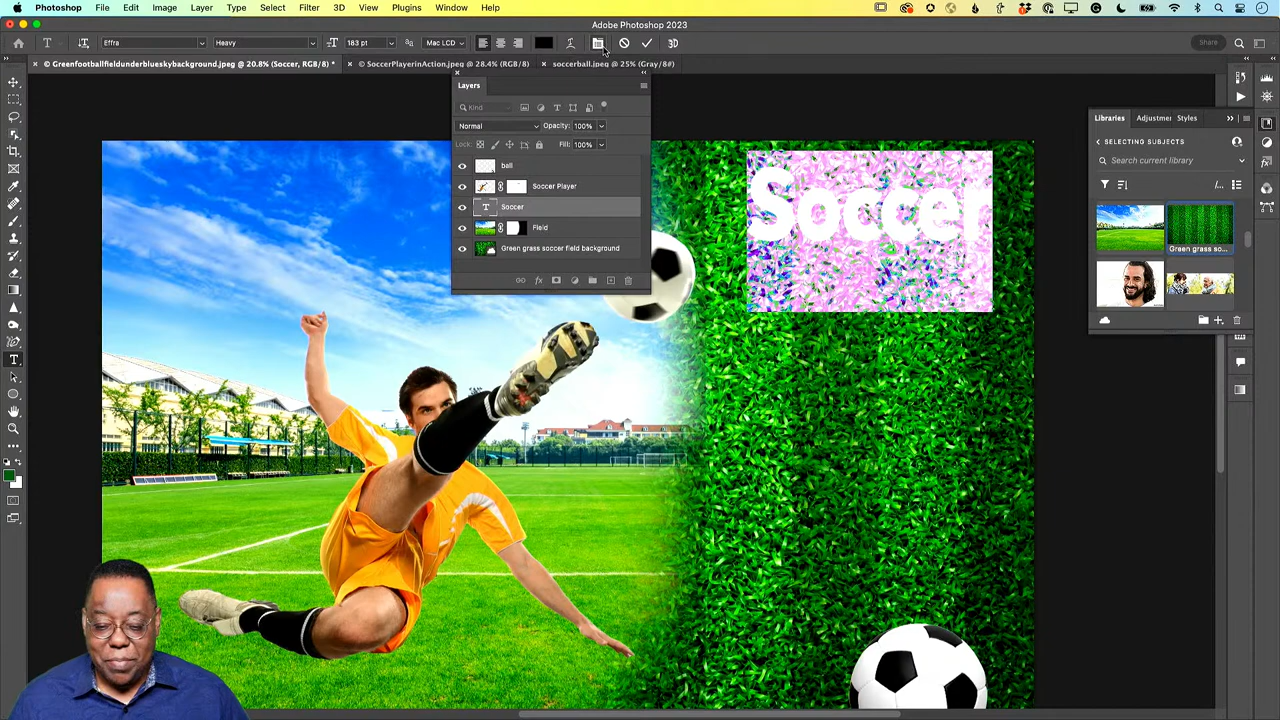 Photoshop File Edit Image Layer Type Select Filter 3D View Plugins Window Help
Adobe Photoshop 2023
Effra Heavy 183 pt Mac LCD 3D Share
© Greenfootballfieldunderblueskybackground.jpeg @ 20.8% (Soccer, RGB/8) * © SoccerPlayerinAction.jpeg @ 28.4% (RGB/8) soccerball.jpeg @ 25% (Gray/8#)
Layers
Kind
Normal Opacity: 100%
Lock: Fill: 100%
ball
Soccer Player
Soccer
Field
Green grass soccer field background
fx
Soccer
Libraries Adjustmen Styles
SELECTING SUBJECTS
Search current library
Green grass so...